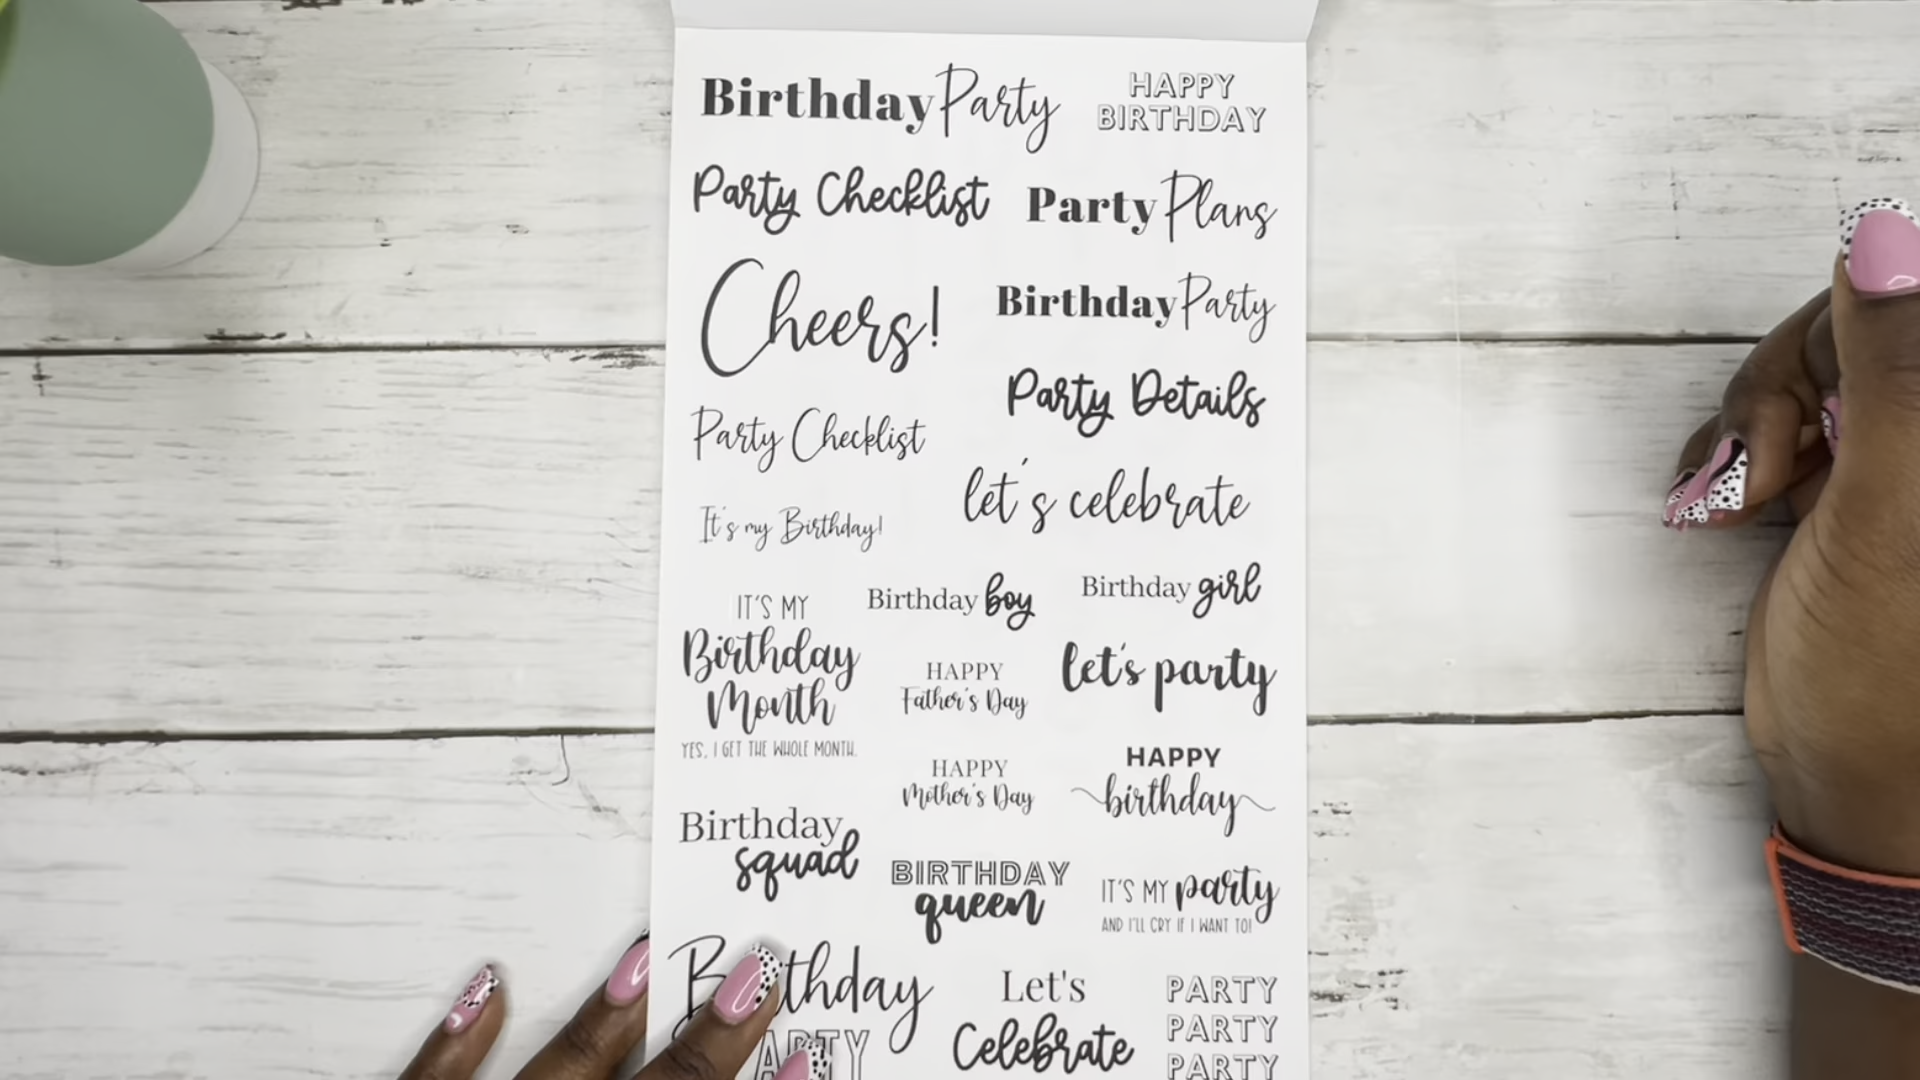 Birthday Party
HAPPY
BIRTHDAY
Party Checklist
Party Plans
Cheers!
Birthday Party
Party Details
Party Checklist
let's celebrate
It's my Birthday!
Birthday boy
Birthday girl
IT'S MY
Birthday
Month
YES, I GET THE WHOLE MONTH.
HAPPY
Father's Day
let's party
HAPPY
Mother's Day
HAPPY
birthday
Birthday
squad
BIRTHDAY
queen
IT'S MY party
AND I'LL CRY IF I WANT TO!
Let's
Celebrate
PARTY
PARTY
PARTY